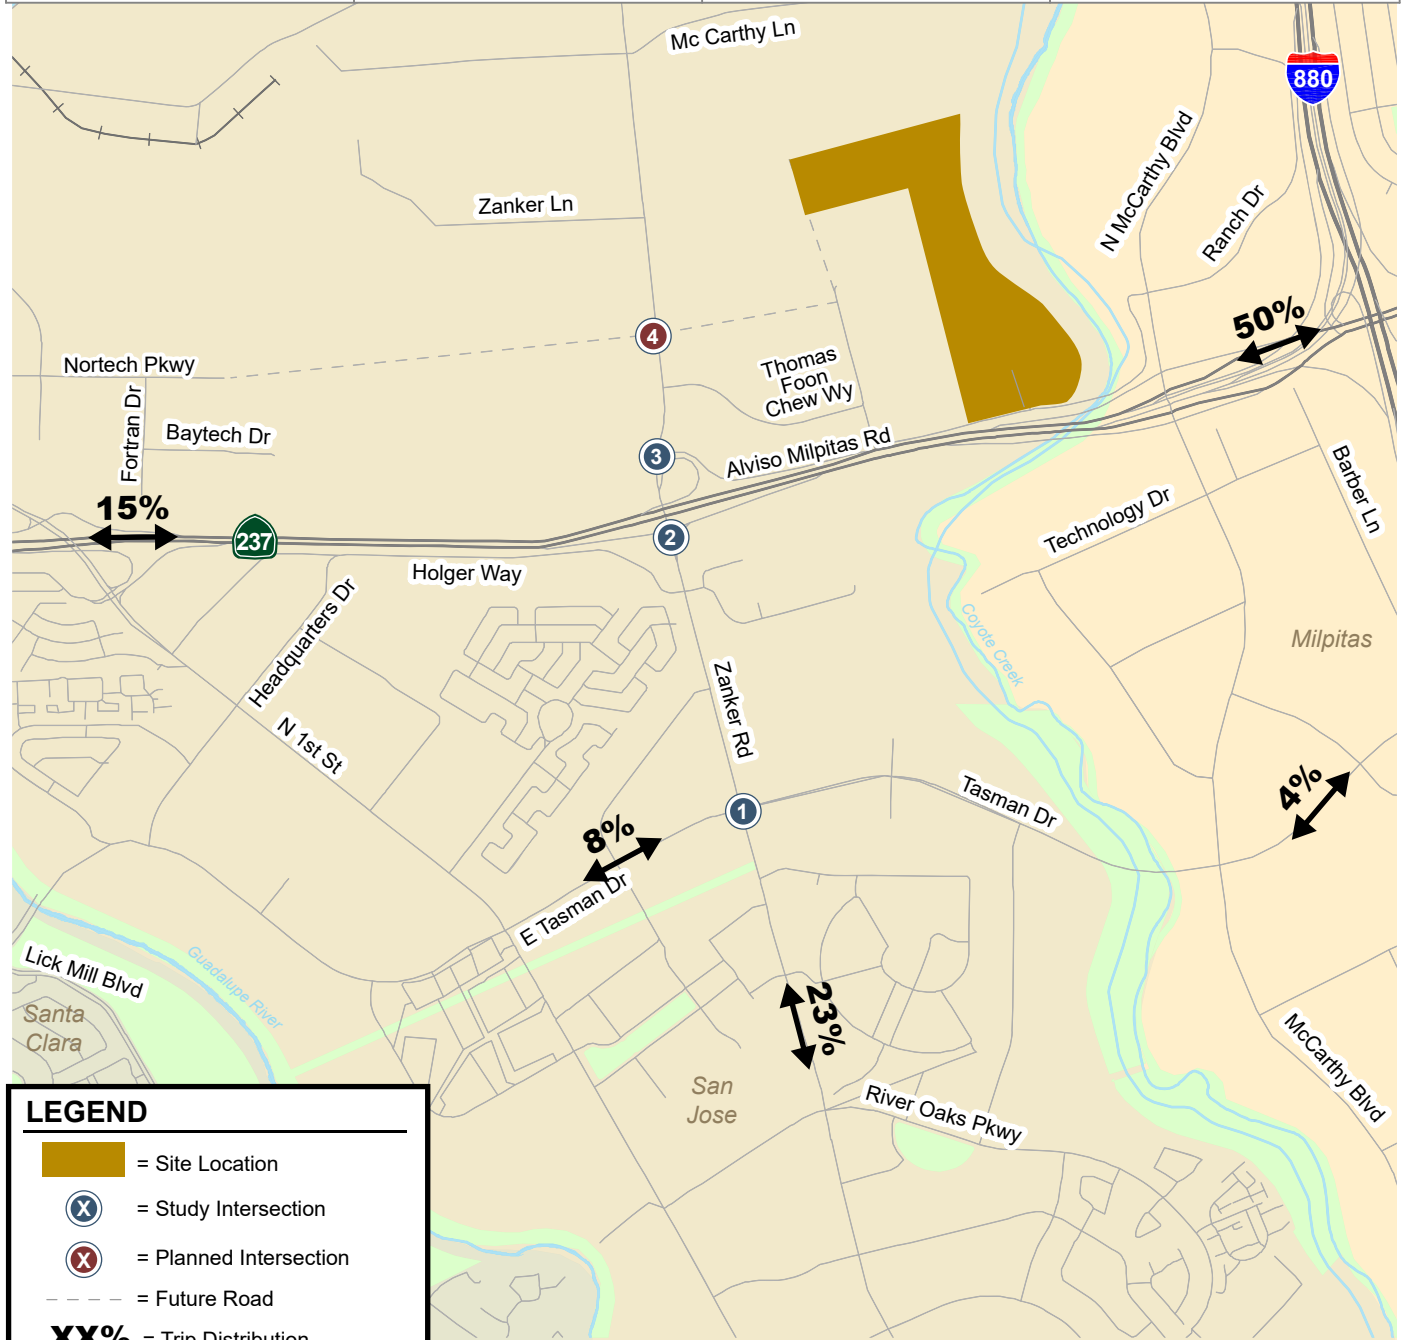 Mc Carthy Ln
880
N McCarthy Blvd
Zanker Ln
Ranch Dr
50%
4
Nortech Pkwy
Thomas
Foon
Chew Wy
Fortran Dr
Baytech Dr
3
Alviso Milpitas Rd
Barber Ln
15%
Technology Dr
237
2
Holger Way
Headquarters Dr
Coyote Creek
Milpitas
Zanker Rd
N 1st St
4%
Tasman Dr
1
8%
E Tasman Dr
Lick Mill Blvd
Guadalupe River
23%
Santa
Clara
McCarthy Blvd
San
Jose
River Oaks Pkwy
LEGEND
= Site Location
X = Study Intersection
X = Planned Intersection
= Future Road
XX% = Trip Distribution